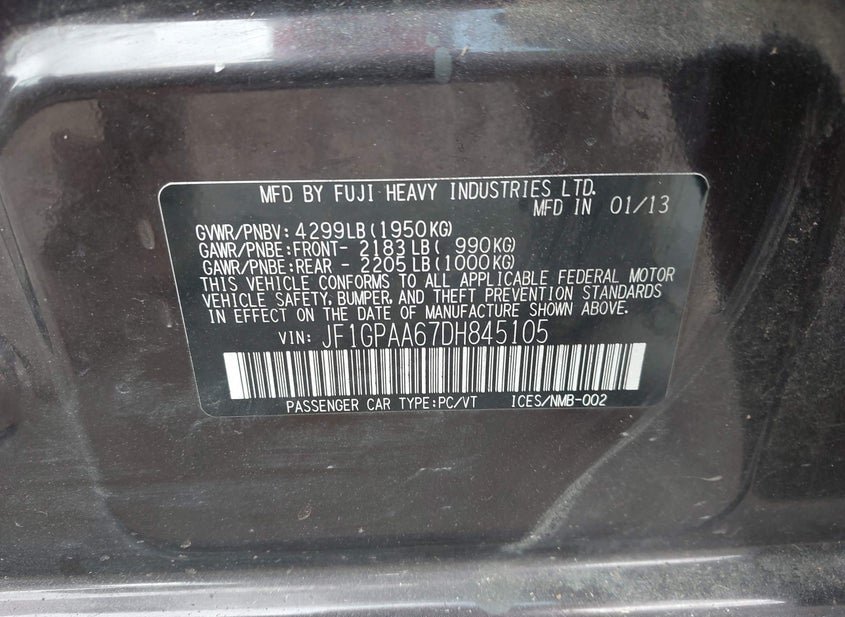 MFD BY FUJI HEAVY INDUSTRIES LTD.
MFD IN 01/13
GVWR/PNBV: 4299LB(1950KG)
GAWR/PNBE:FRONT- 2183LB( 990KG)
GAWR/PNBE:REAR - 2205LB(1000KG)
THIS VEHICLE CONFORMS TO ALL APPLICABLE FEDERAL MOTOR
VEHICLE SAFETY, BUMPER, AND THEFT PREVENTION STANDARDS
IN EFFECT ON THE DATE OF MANUFACTURE SHOWN ABOVE.
VIN: JF1GPAA67DH845105
PASSENGER CAR TYPE:PC/VT ICES/NMB-002